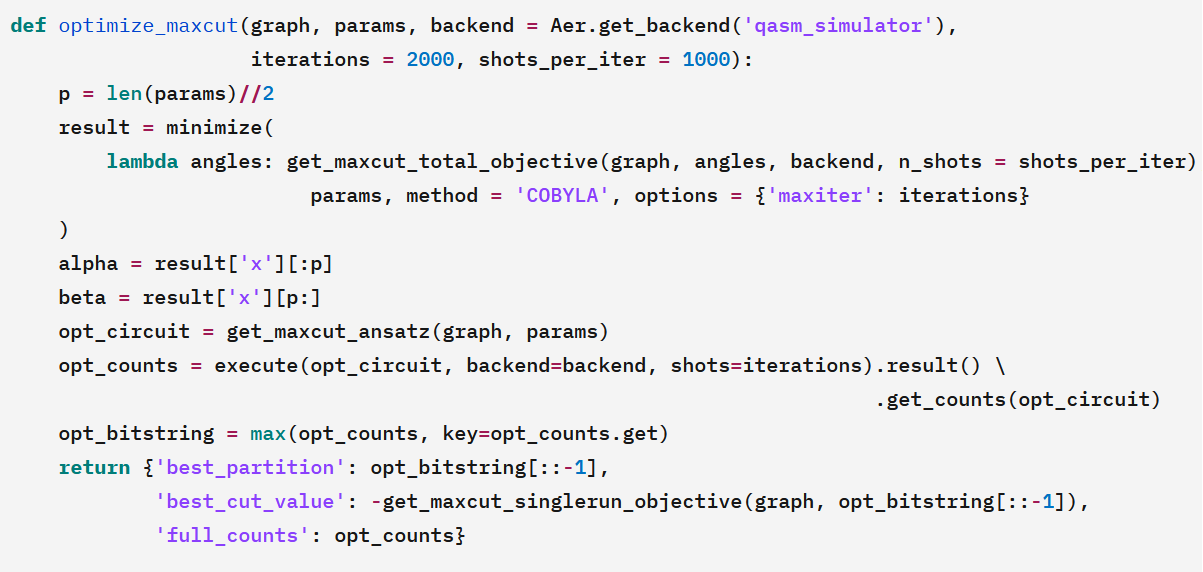 def optimize_maxcut(graph, params, backend = Aer.get_backend('qasm_simulator'),
                    iterations = 2000, shots_per_iter = 1000):
    p = len(params)//2
    result = minimize(
        lambda angles: get_maxcut_total_objective(graph, angles, backend, n_shots = shots_per_iter)
                         params, method = 'COBYLA', options = {'maxiter': iterations}
    )
    alpha = result['x'][:p]
    beta = result['x'][p:]
    opt_circuit = get_maxcut_ansatz(graph, params)
    opt_counts = execute(opt_circuit, backend=backend, shots=iterations).result() \
                                                                        .get_counts(opt_circuit)
    opt_bitstring = max(opt_counts, key=opt_counts.get)
    return {'best_partition': opt_bitstring[::-1],
            'best_cut_value': -get_maxcut_singlerun_objective(graph, opt_bitstring[::-1]),
            'full_counts': opt_counts}